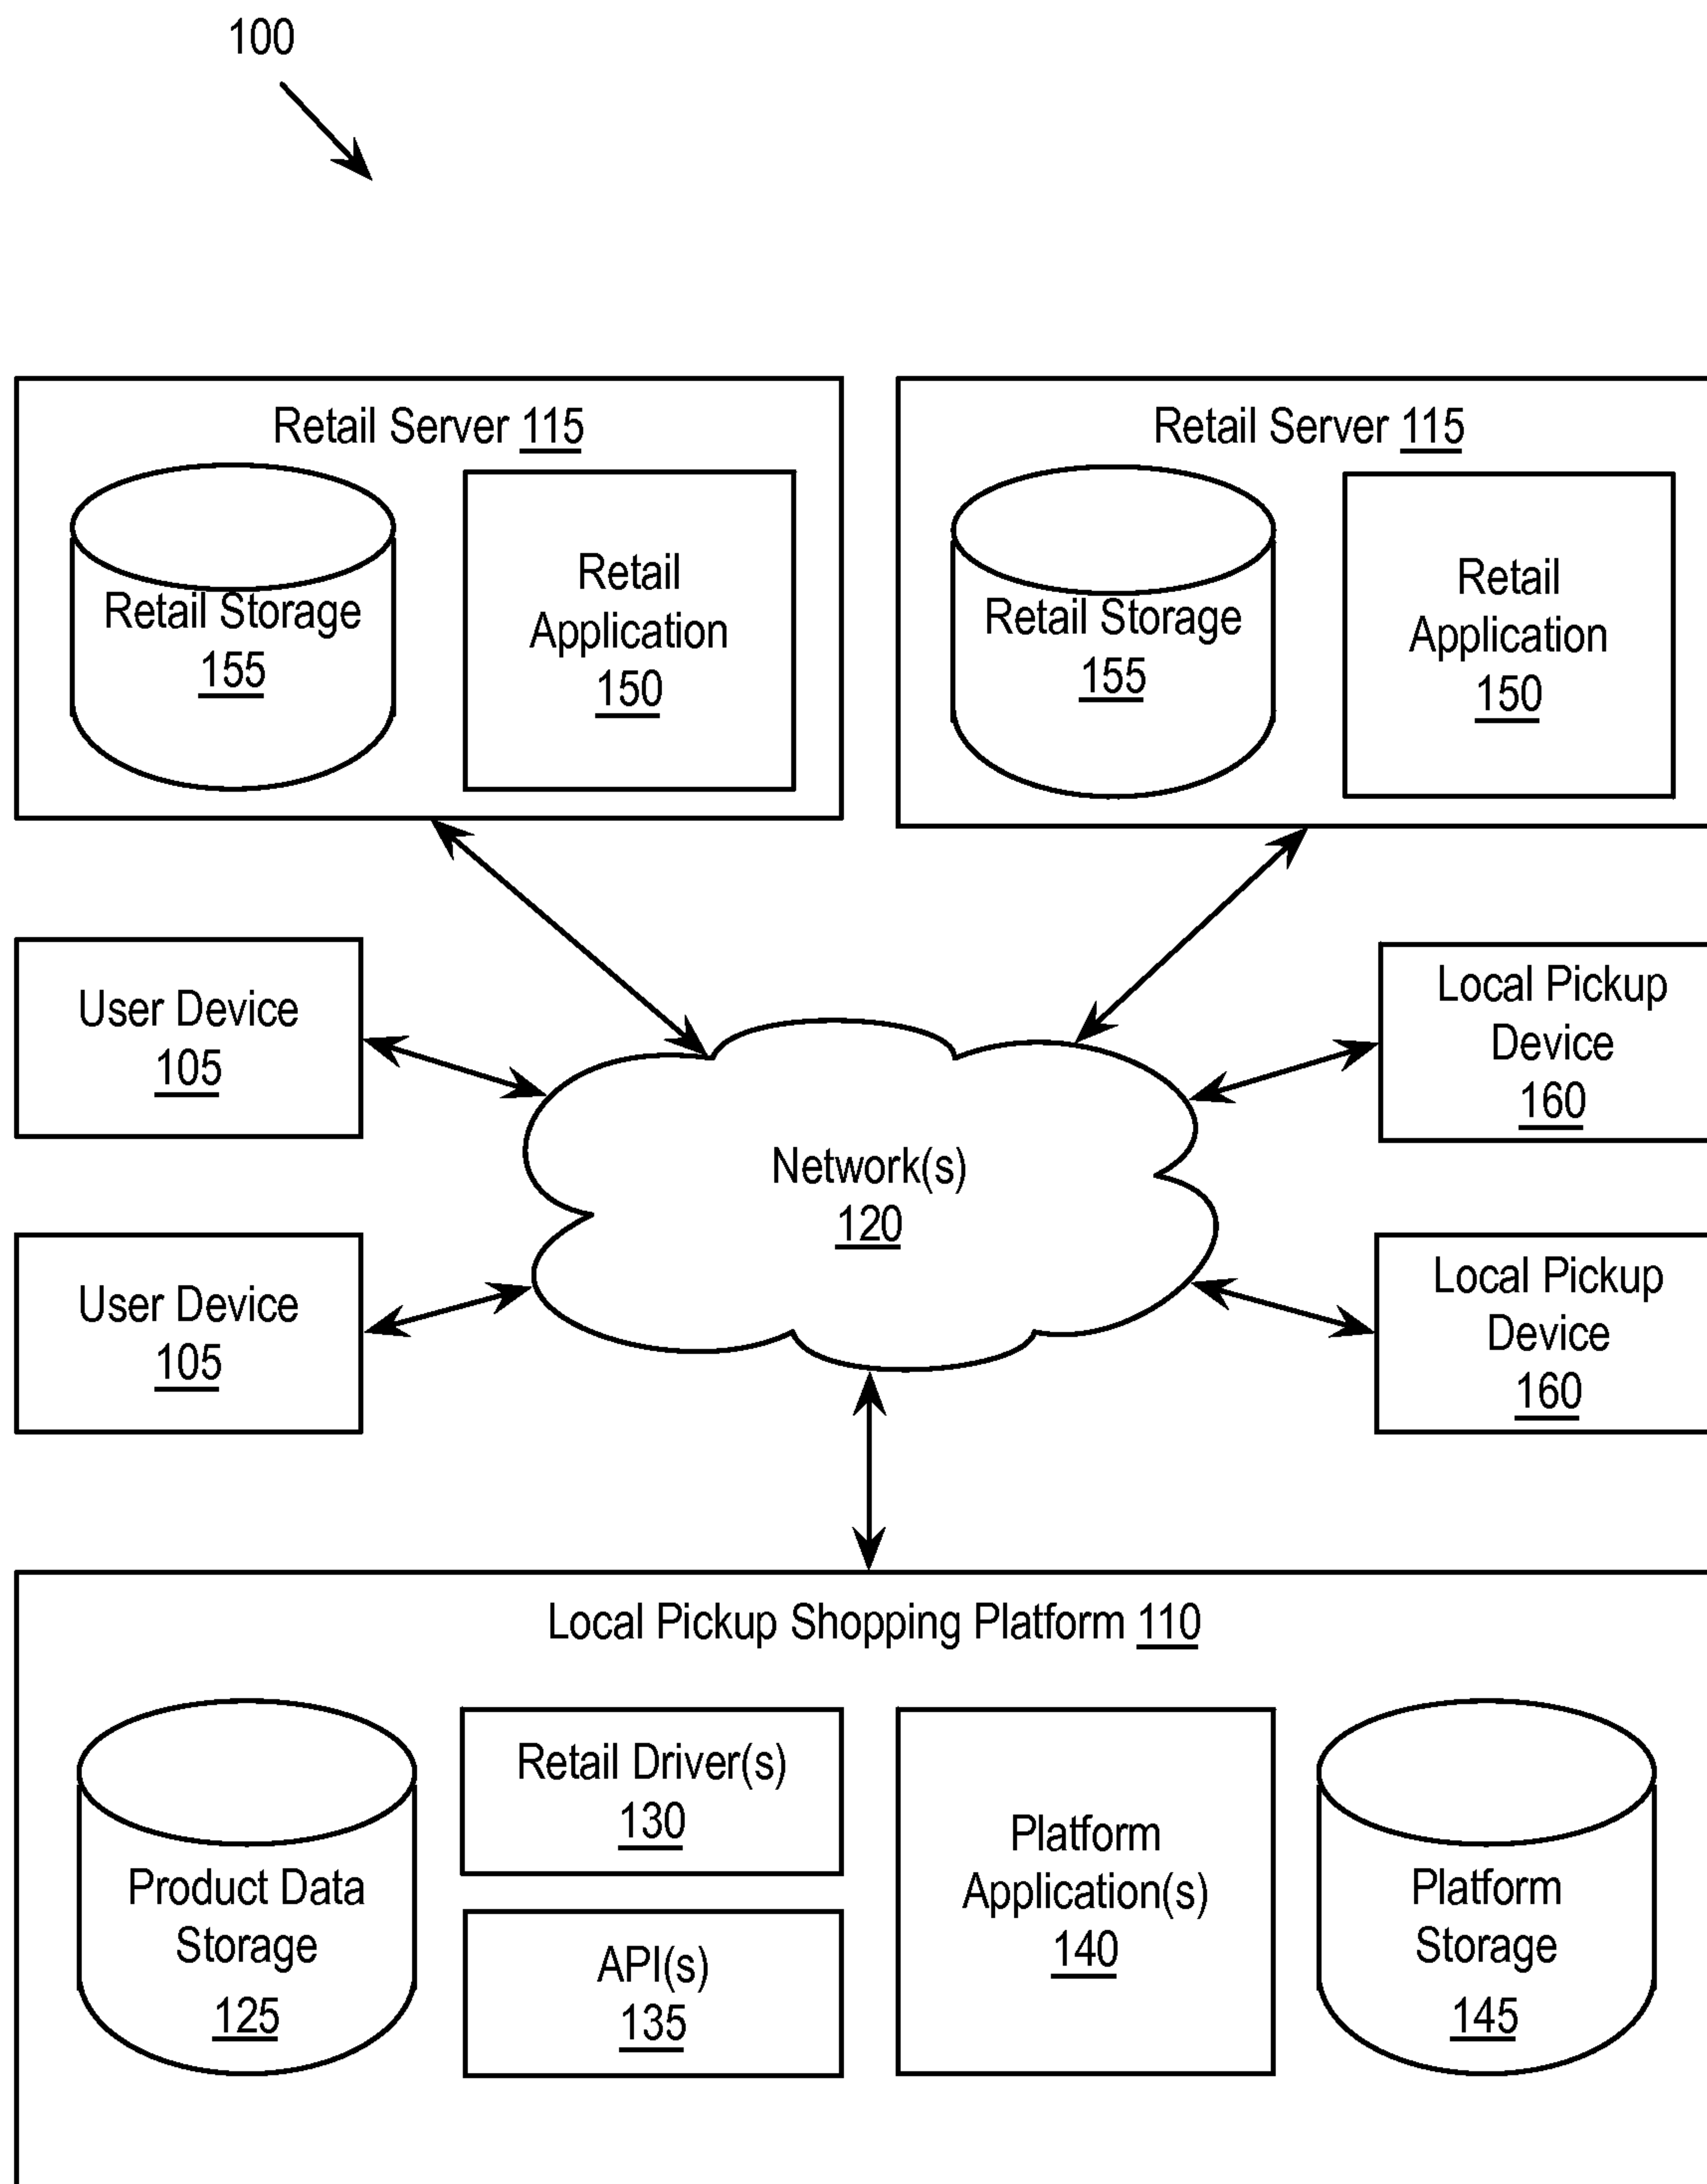 100
Retail Server 115
Retail Storage
155
Retail
Application
150
Retail Server 115
Retail Storage
155
Retail
Application
150
User Device
105
Local Pickup
Device
160
Network(s)
120
User Device
105
Local Pickup
Device
160
Local Pickup Shopping Platform 110
Product Data
Storage
125
Retail Driver(s)
130
API(s)
135
Platform
Application(s)
140
Platform
Storage
145